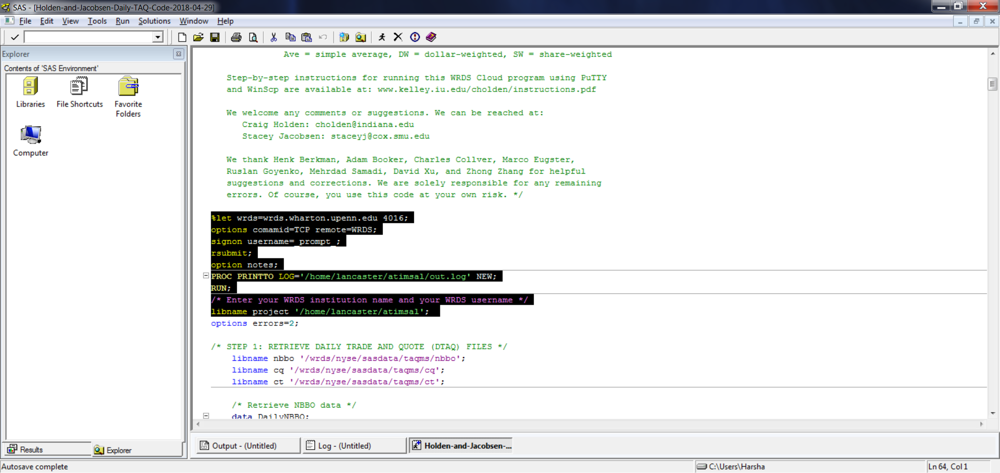 SAS - [Holden-and-Jacobsen-Daily-TAQ-Code-2018-04-29]
File Edit View Tools Run Solutions Window Help
Explorer
Contents of 'SAS Environment'
Libraries
File Shortcuts
Favorite Folders
Computer
Ave = simple average, DW = dollar-weighted, SW = share-weighted
Step-by-step instructions for running this WRDS Cloud program using PuTTY
and WinScp are available at: www.kelley.iu.edu/cholden/instructions.pdf
We welcome any comments or suggestions. We can be reached at:
Craig Holden: cholden@indiana.edu
Stacey Jacobsen: staceyj@cox.smu.edu
We thank Henk Berkman, Adam Booker, Charles Collver, Marco Eugster,
Ruslan Goyenko, Mehrdad Samadi, David Xu, and Zhong Zhang for helpful
suggestions and corrections. We are solely responsible for any remaining
errors. Of course, you use this code at your own risk. */
%let wrds=wrds.wharton.upenn.edu 4016;
options comamid=TCP remote=WRDS;
signon username=_prompt_;
rsubmit;
option notes;
PROC PRINTTO LOG='/home/lancaster/atimsal/out.log' NEW;
RUN;
/* Enter your WRDS institution name and your WRDS username */
libname project '/home/lancaster/atimsal';
options errors=2;
/* STEP 1: RETRIEVE DAILY TRADE AND QUOTE (DTAQ) FILES */
libname nbbo '/wrds/nyse/sasdata/taqms/nbbo';
libname cq '/wrds/nyse/sasdata/taqms/cq';
libname ct '/wrds/nyse/sasdata/taqms/ct';
/* Retrieve NBBO data */
data DailyNBBO;
Results
Explorer
Output - (Untitled)
Log - (Untitled)
Holden-and-Jacobsen-...
Autosave complete
C:\Users\Harsha
Ln 64, Col 1